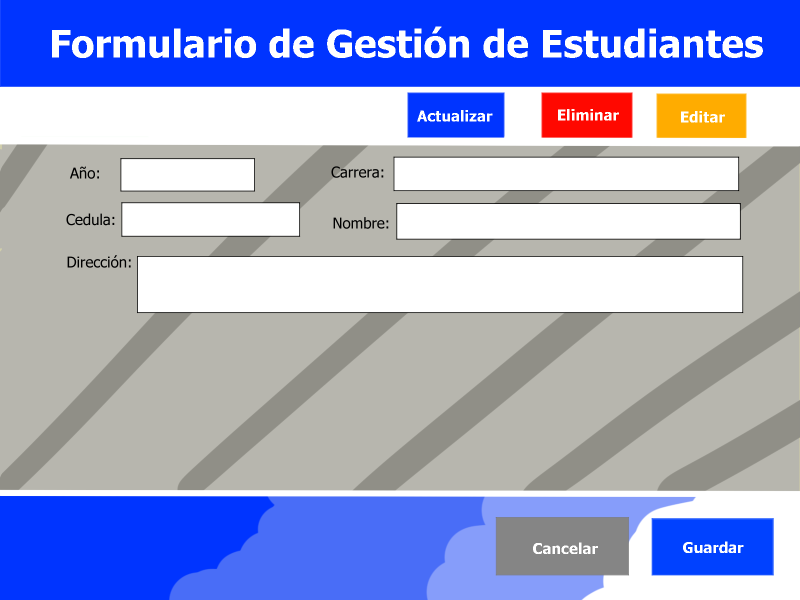 Formulario de Gestión de Estudiantes
Actualizar Eliminar Editar
Año: Carrera:
Cedula: Nombre:
Dirección:
Cancelar Guardar